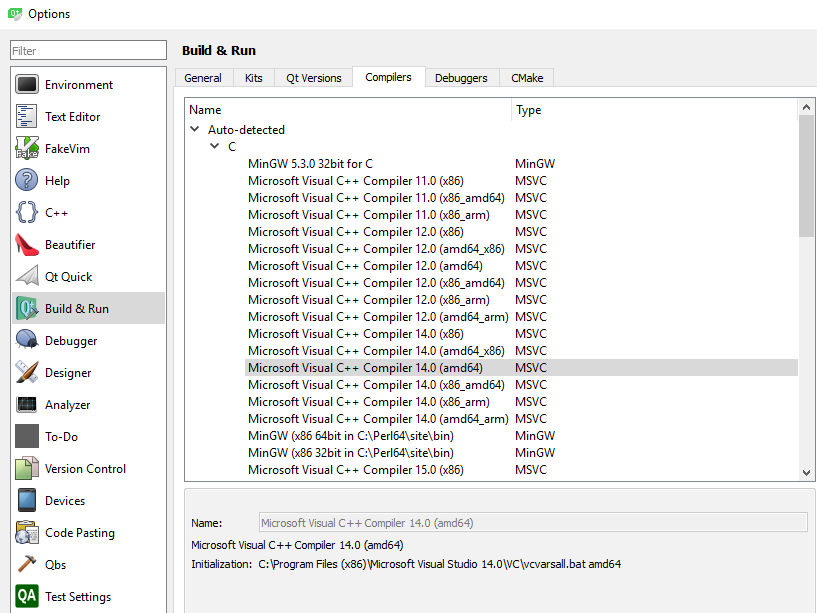 Options
Filter
Build & Run
General Kits Qt Versions Compilers Debuggers CMake
Environment
Text Editor
FakeVim
Help
C++
Beautifier
Qt Quick
Build & Run
Debugger
Designer
Analyzer
To-Do
Version Control
Devices
Code Pasting
Qbs
QA Test Settings
Name Type
Auto-detected
C
MinGW 5.3.0 32bit for C MinGW
Microsoft Visual C++ Compiler 11.0 (x86) MSVC
Microsoft Visual C++ Compiler 11.0 (x86_amd64) MSVC
Microsoft Visual C++ Compiler 11.0 (x86_arm) MSVC
Microsoft Visual C++ Compiler 12.0 (x86) MSVC
Microsoft Visual C++ Compiler 12.0 (amd64_x86) MSVC
Microsoft Visual C++ Compiler 12.0 (amd64) MSVC
Microsoft Visual C++ Compiler 12.0 (x86_amd64) MSVC
Microsoft Visual C++ Compiler 12.0 (x86_arm) MSVC
Microsoft Visual C++ Compiler 12.0 (amd64_arm) MSVC
Microsoft Visual C++ Compiler 14.0 (x86) MSVC
Microsoft Visual C++ Compiler 14.0 (amd64_x86) MSVC
Microsoft Visual C++ Compiler 14.0 (amd64) MSVC
Microsoft Visual C++ Compiler 14.0 (x86_amd64) MSVC
Microsoft Visual C++ Compiler 14.0 (x86_arm) MSVC
Microsoft Visual C++ Compiler 14.0 (amd64_arm) MSVC
MinGW (x86 64bit in C:\Perl64\site\bin) MinGW
MinGW (x86 32bit in C:\Perl64\site\bin) MinGW
Microsoft Visual C++ Compiler 15.0 (x86) MSVC
Name: Microsoft Visual C++ Compiler 14.0 (amd64)
Microsoft Visual C++ Compiler 14.0 (amd64)
Initialization: C:\Program Files (x86)\Microsoft Visual Studio 14.0\VC\vcvarsall.bat amd64